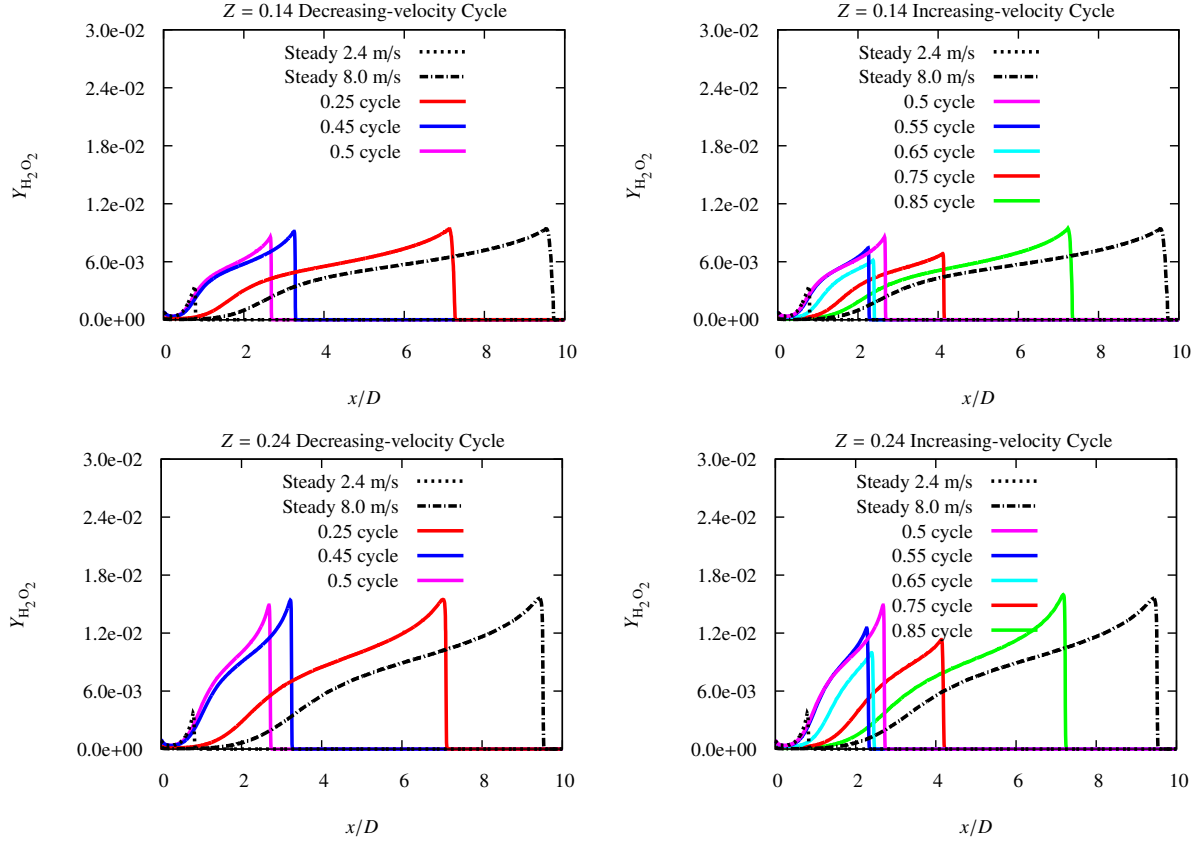 Z = 0.14 Decreasing-velocity Cycle
3.0e-02
2.4e-02
1.8e-02
1.2e-02
6.0e-03
0.0e+00
Y H2O2
Steady 2.4 m/s
Steady 8.0 m/s
0.25 cycle
0.45 cycle
0.5 cycle
0 2 4 6 8 10
x/D
Z = 0.14 Increasing-velocity Cycle
3.0e-02
2.4e-02
1.8e-02
1.2e-02
6.0e-03
0.0e+00
Y H2O2
Steady 2.4 m/s
Steady 8.0 m/s
0.5 cycle
0.55 cycle
0.65 cycle
0.75 cycle
0.85 cycle
0 2 4 6 8 10
x/D
Z = 0.24 Decreasing-velocity Cycle
3.0e-02
2.4e-02
1.8e-02
1.2e-02
6.0e-03
0.0e+00
Y H2O2
Steady 2.4 m/s
Steady 8.0 m/s
0.25 cycle
0.45 cycle
0.5 cycle
0 2 4 6 8 10
x/D
Z = 0.24 Increasing-velocity Cycle
3.0e-02
2.4e-02
1.8e-02
1.2e-02
6.0e-03
0.0e+00
Y H2O2
Steady 2.4 m/s
Steady 8.0 m/s
0.5 cycle
0.55 cycle
0.65 cycle
0.75 cycle
0.85 cycle
0 2 4 6 8 10
x/D